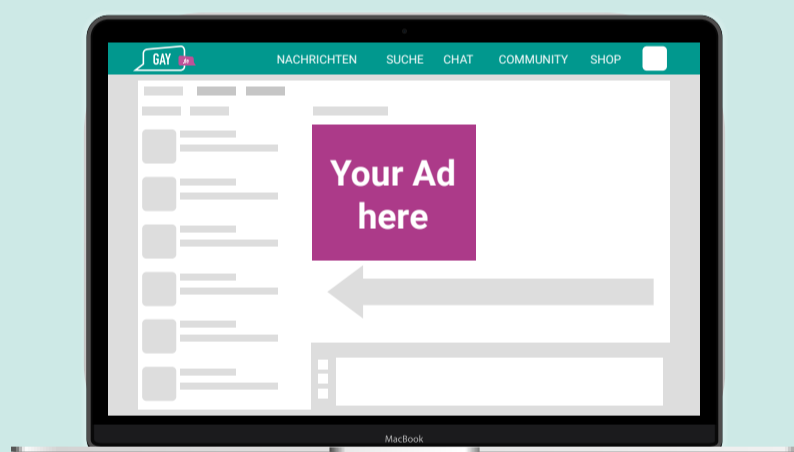 GAY
NACHRICHTEN SUCHE CHAT COMMUNITY SHOP
Your Ad
here
MacBook